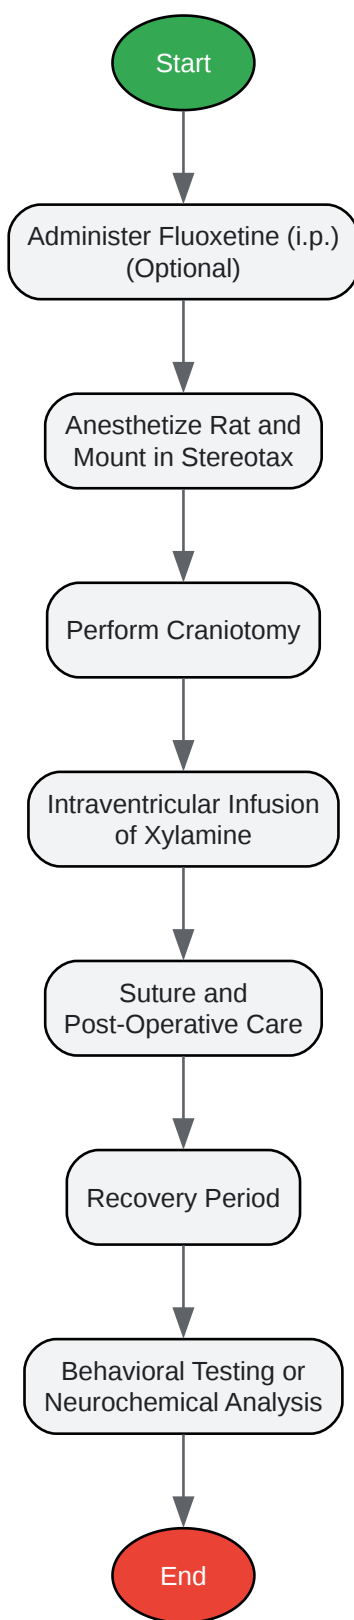 Start
Administer Fluoxetine (i.p.)
(Optional)
Anesthetize Rat and
Mount in Stereotax
Perform Craniotomy
Intraventricular Infusion
of Xylamine
Suture and
Post-Operative Care
Recovery Period
Behavioral Testing or
Neurochemical Analysis
End